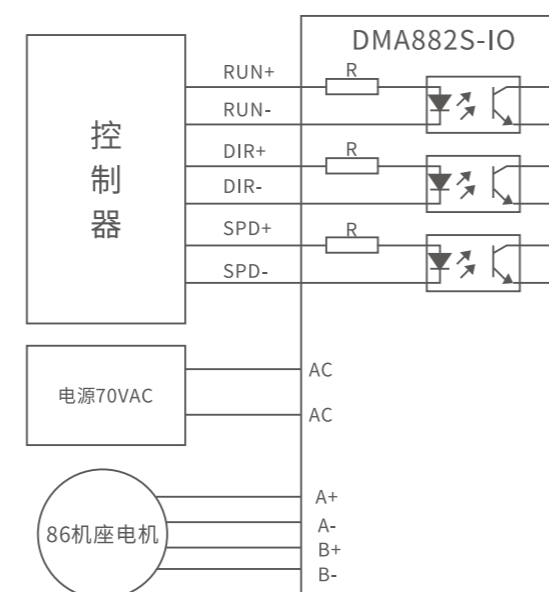 DMA882S-IO
控
制
器
RUN+
R
RUN-
DIR+
R
DIR-
SPD+
R
SPD-
电源70VAC
AC
AC
86机座电机
A+
A-
B+
B-